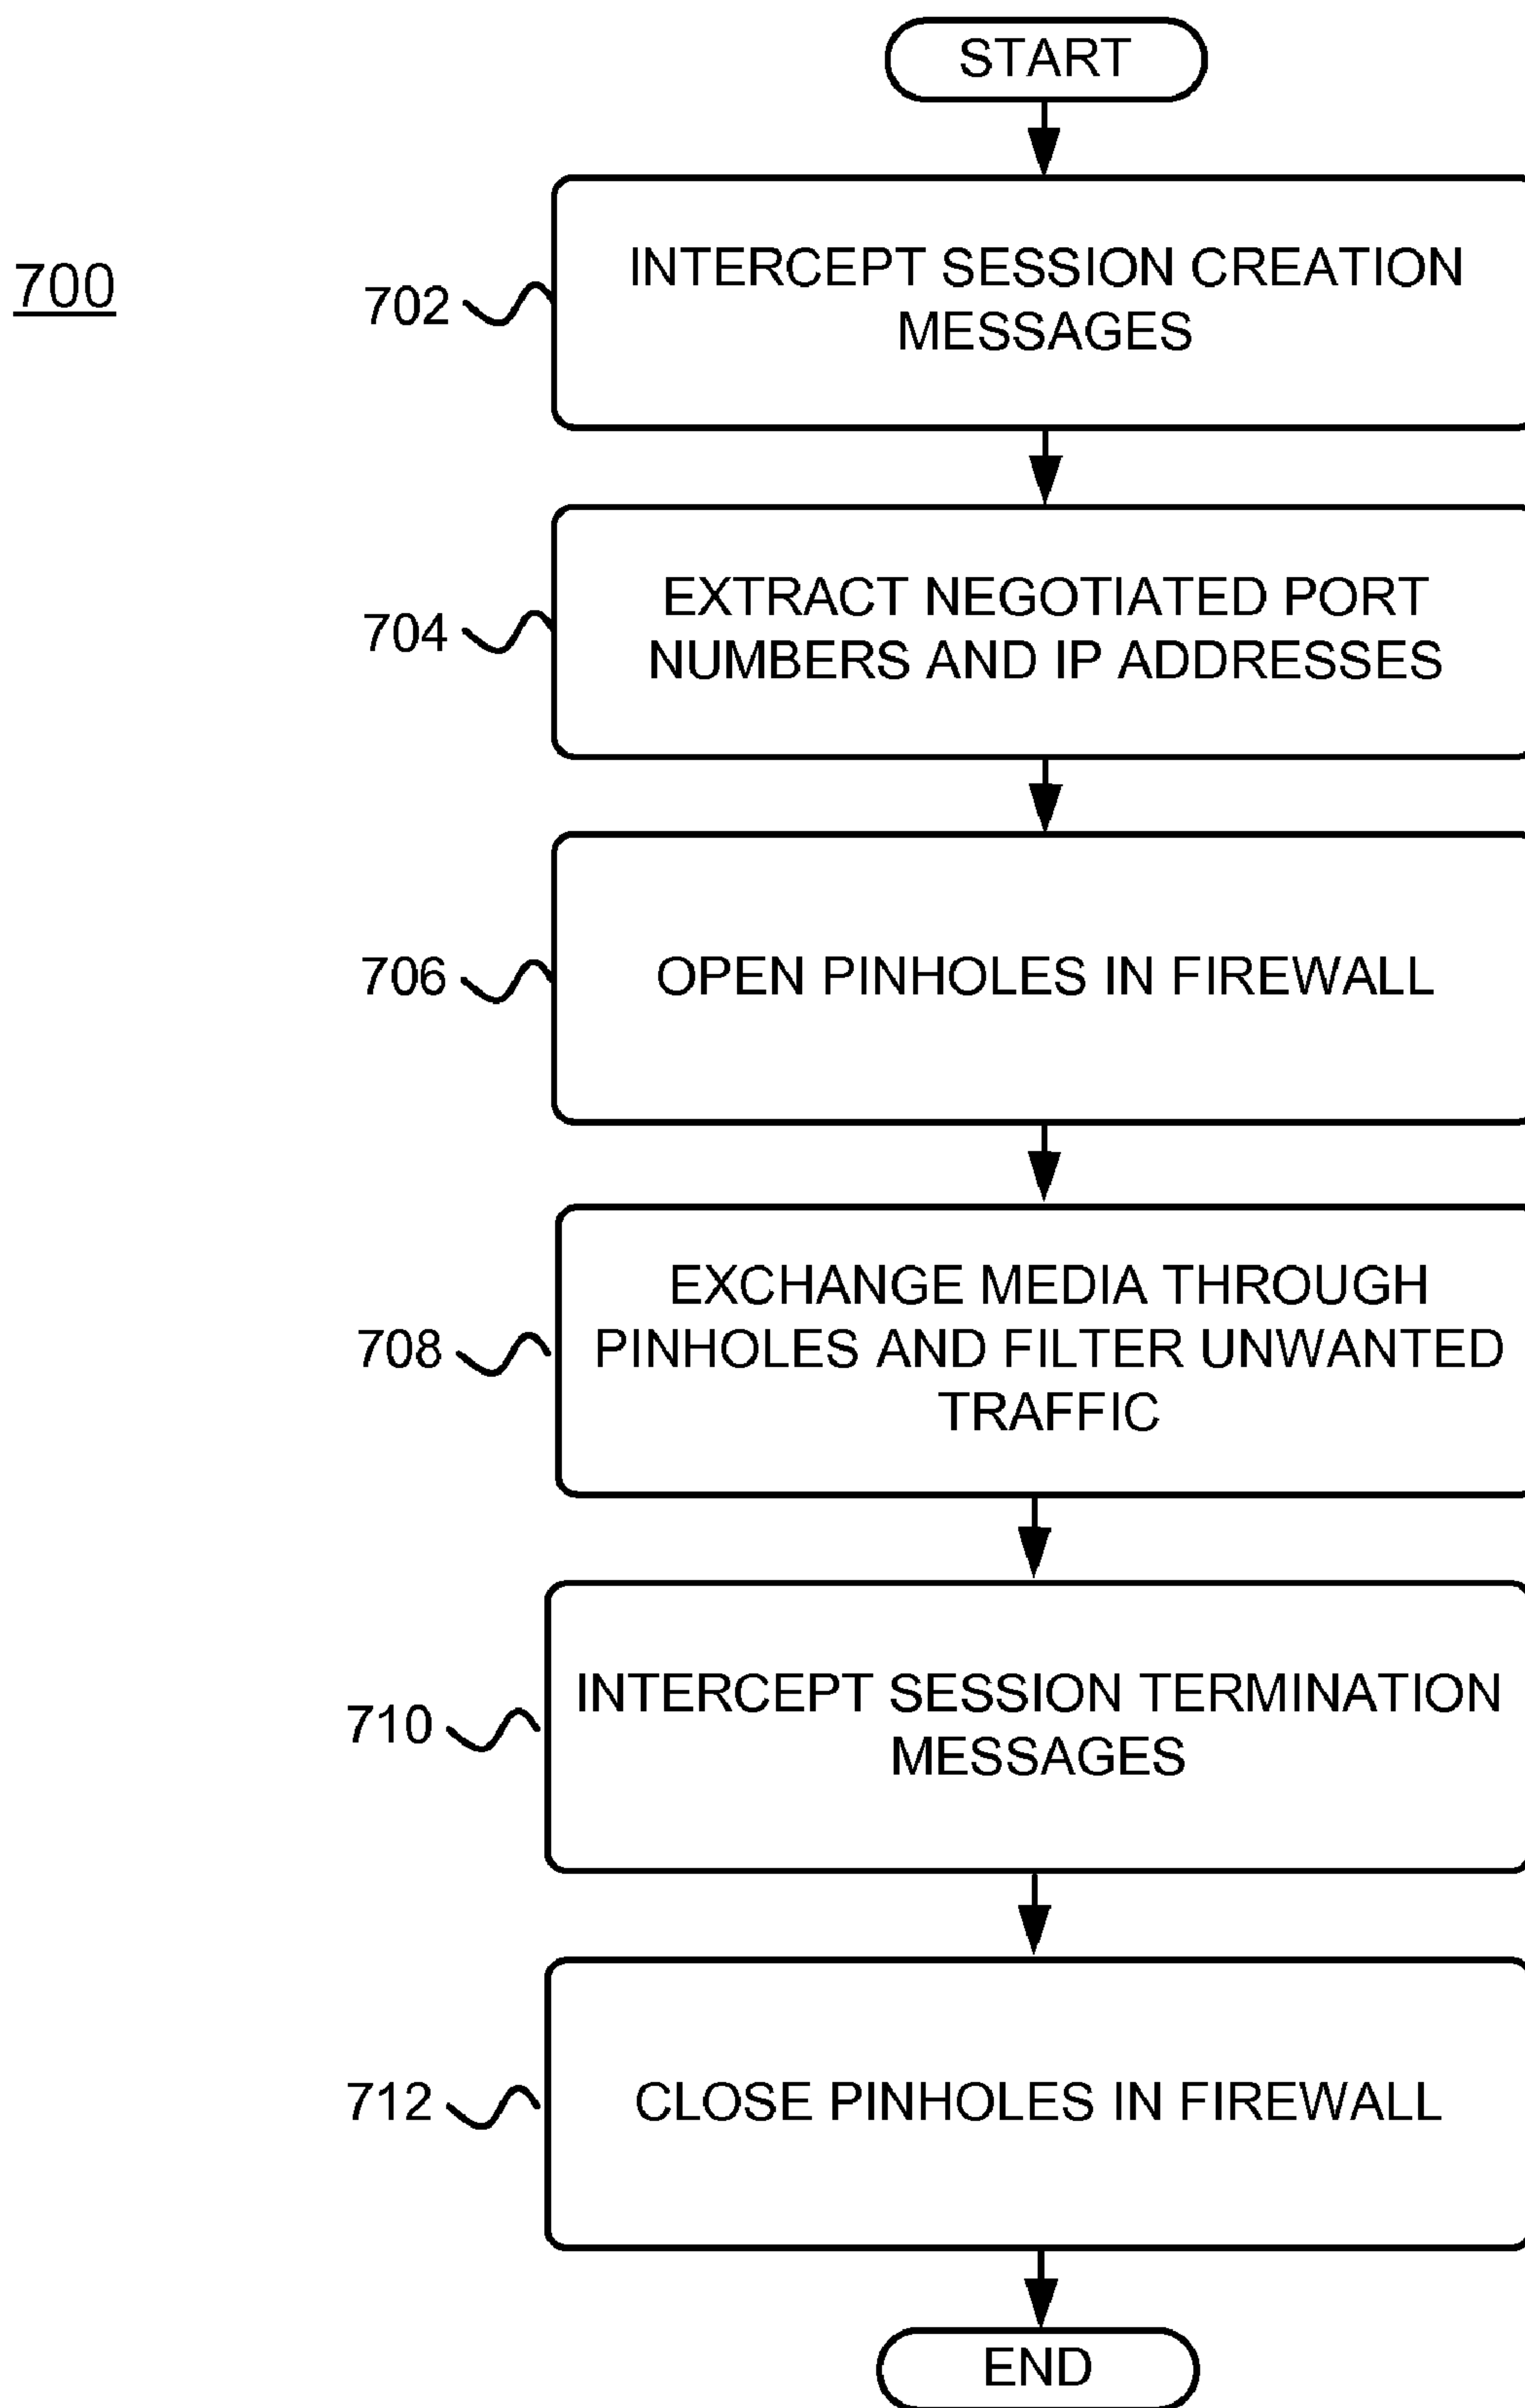 START
700
702
INTERCEPT SESSION CREATION
MESSAGES
704
EXTRACT NEGOTIATED PORT
NUMBERS AND IP ADDRESSES
706
OPEN PINHOLES IN FIREWALL
708
EXCHANGE MEDIA THROUGH
PINHOLES AND FILTER UNWANTED
TRAFFIC
710
INTERCEPT SESSION TERMINATION
MESSAGES
712
CLOSE PINHOLES IN FIREWALL
END